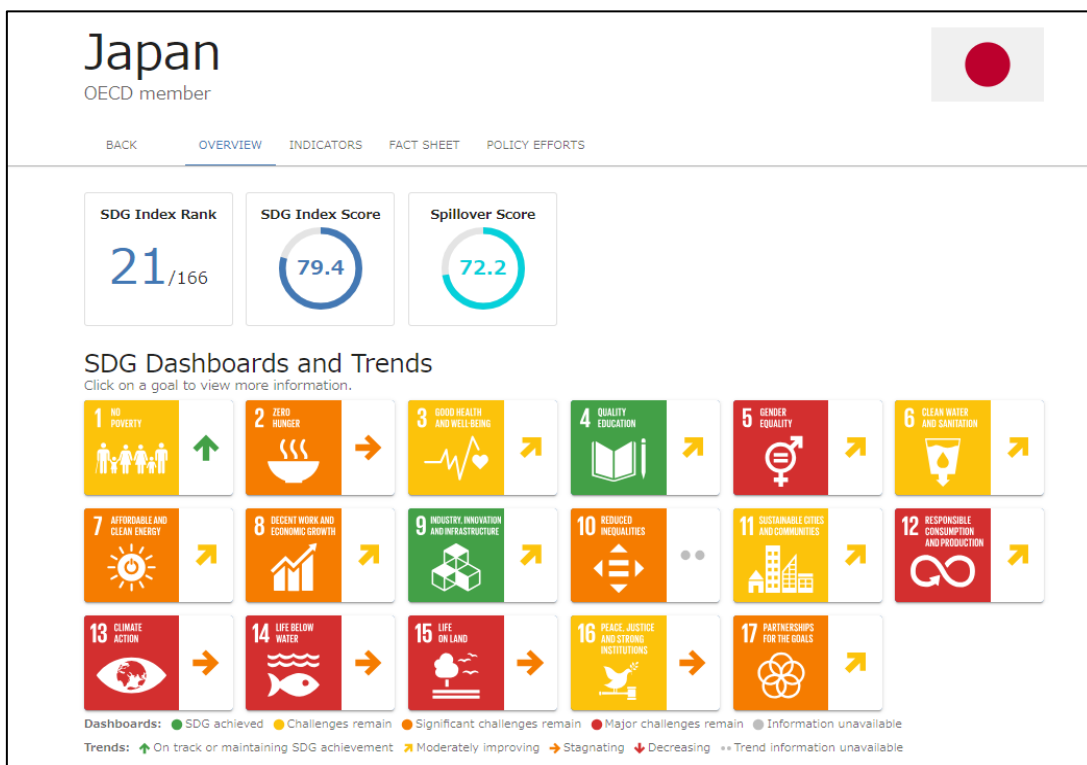 Japan
OECD member
BACK OVERVIEW INDICATORS FACT SHEET POLICY EFFORTS
SDG Index Rank
21/166
SDG Index Score
79.4
Spillover Score
72.2
SDG Dashboards and Trends
Click on a goal to view more information.
1 NO
POVERTY
2 ZERO
HUNGER
3 GOOD HEALTH
AND WELL-BEING
4 QUALITY
EDUCATION
5 GENDER
EQUALITY
6 CLEAN WATER
AND SANITATION
7 AFFORDABLE AND
CLEAN ENERGY
8 DECENT WORK AND
ECONOMIC GROWTH
9 INDUSTRY, INNOVATION
AND INFRASTRUCTURE
10 REDUCED
INEQUALITIES
11 SUSTAINABLE CITIES
AND COMMUNITIES
12 RESPONSIBLE
CONSUMPTION
AND PRODUCTION
13 CLIMATE
ACTION
14 LIFE BELOW
WATER
15 LIFE
ON LAND
16 PEACE, JUSTICE
AND STRONG
INSTITUTIONS
17 PARTNERSHIPS
FOR THE GOALS
Dashboards: SDG achieved Challenges remain Significant challenges remain Major challenges remain Information unavailable
Trends: On track or maintaining SDG achievement Moderately improving Stagnating Decreasing Trend information unavailable